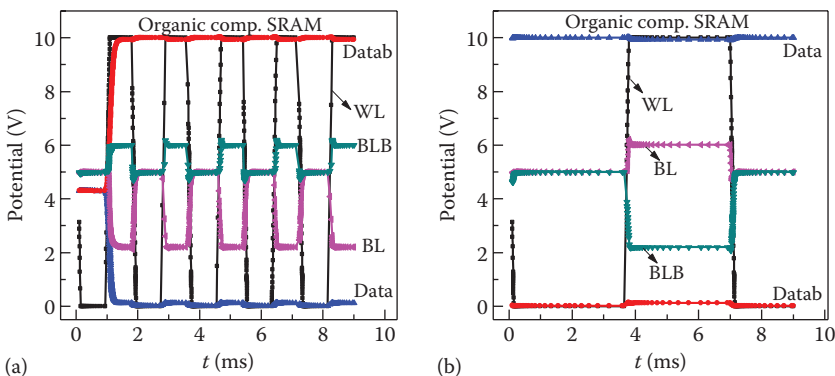 Organic comp. SRAM
10
8
6
4
2
0
Potential (V)
Datab
WL
BLB
BL
Data
0
2
4
6
8
10
t (ms)
(a)
Organic comp. SRAM
10
8
6
4
2
0
Potential (V)
Data
WL
BL
BLB
Datab
0
2
4
6
8
10
t (ms)
(b)